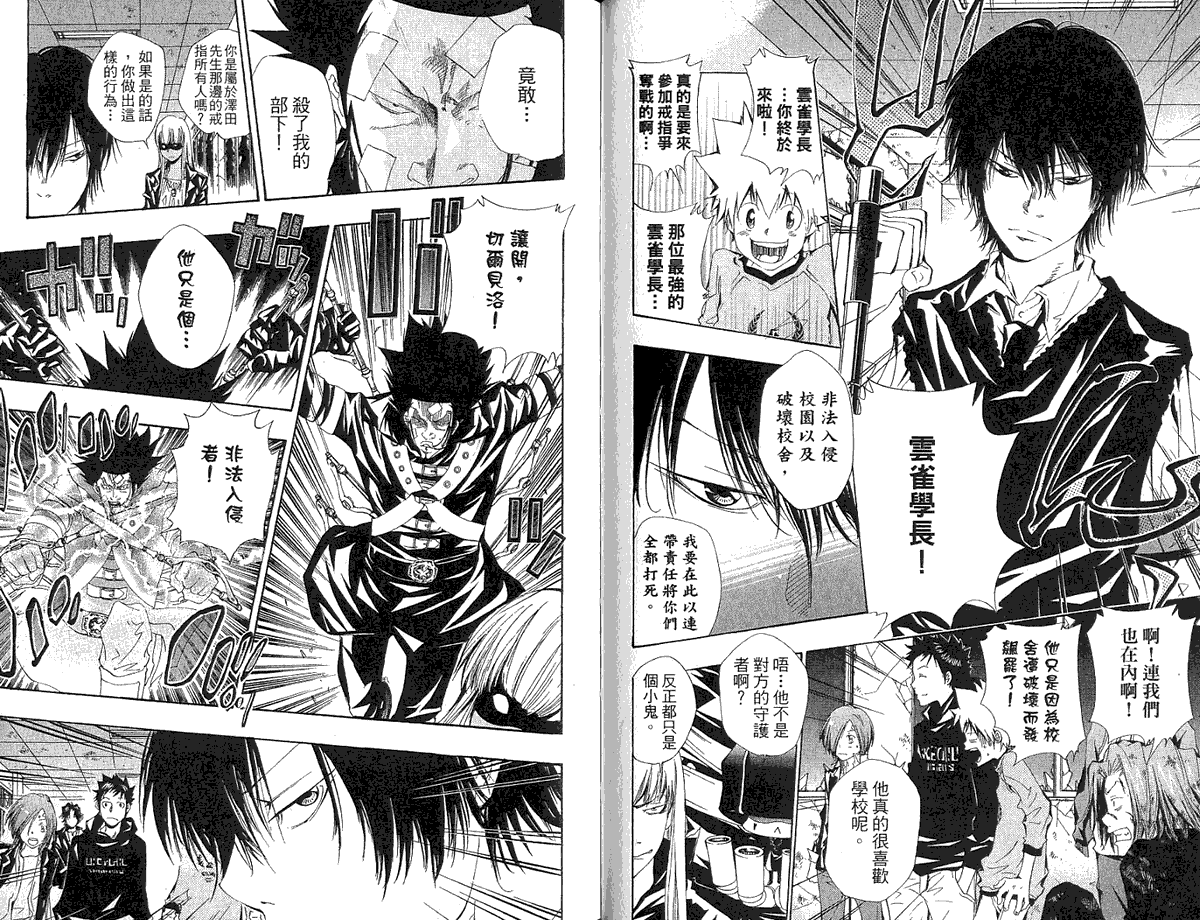 雲雀學長！
雲雀學長
…你終於
來啦！
真的是要來
參加戒指爭
奪戰的啊…
那位最強的
雲雀學長…
非法入侵
校園以及
破壞校舍，
我要在此以連
帶責任將你們
全都打死。
啊！連我們
也在內啊！
他只是因為校
舍遭破壞而發
飆罷了！
他真的很喜歡
學校呢。
唔…他不是
對方的守護
者啊？
反正都只是
個小鬼。
竟敢…
殺了我的
部下！
你是屬於澤田
先生那邊的戒
指所有人嗎？
如果是的話
，你做出這
樣的行為…
讓開，
切爾貝洛！
他只是個…
ガガ
ガガ
非法入侵
者！